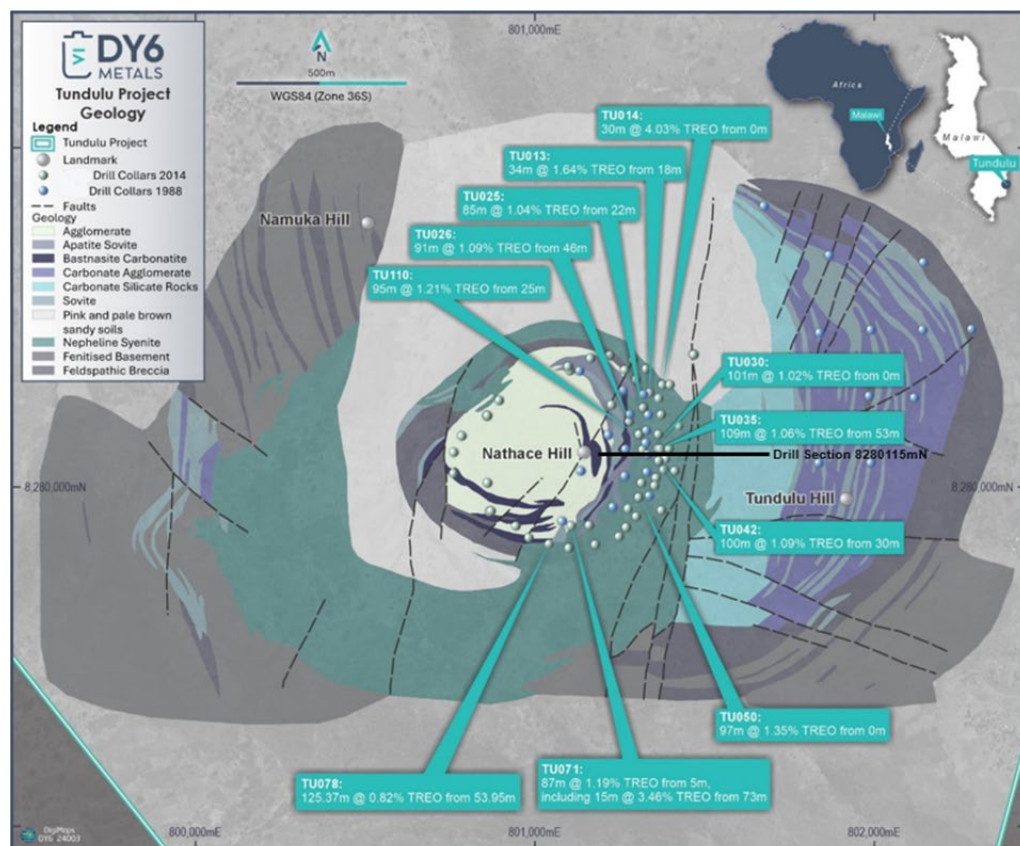 DY6
METALS
Tundulu Project
Geology
Legend
Tundulu Project
Landmark
Drill Collars 2014
Drill Collars 1988
Faults
Geology
Agglomerate
Apatite Sovite
Bastnasite Carbonatite
Carbonate Agglomerate
Carbonate Silicate Rocks
Sovite
Pink and pale brown
sandy soils
Nepheline Syenite
Fenitised Basement
Feldspathic Breccia
N
500m
WGS84 (Zone 36S)
801,000mE
Africa
Malawi
Malawi
Tundulu
TU014:
30m @ 4.03% TREO from 0m
TU013:
34m @ 1.64% TREO from 18m
TU025:
85m @ 1.04% TREO from 22m
TU026:
91m @ 1.09% TREO from 46m
TU110:
95m @ 1.21% TREO from 25m
Namuka Hill
TU030:
101m @ 1.02% TREO from 0m
TU035:
109m @ 1.06% TREO from 53m
Nathace Hill
Drill Section 8280115mN
8,280,000mN
Tundulu Hill
8,280,000mN
TU042:
100m @ 1.09% TREO from 30m
TU050:
97m @ 1.35% TREO from 0m
TU078:
125.37m @ 0.82% TREO from 53.95m
TU071:
87m @ 1.19% TREO from 5m,
including 15m @ 3.46% TREO from 73m
DigMaps
DY6 24003
800,000mE
801,000mE
802,000mE